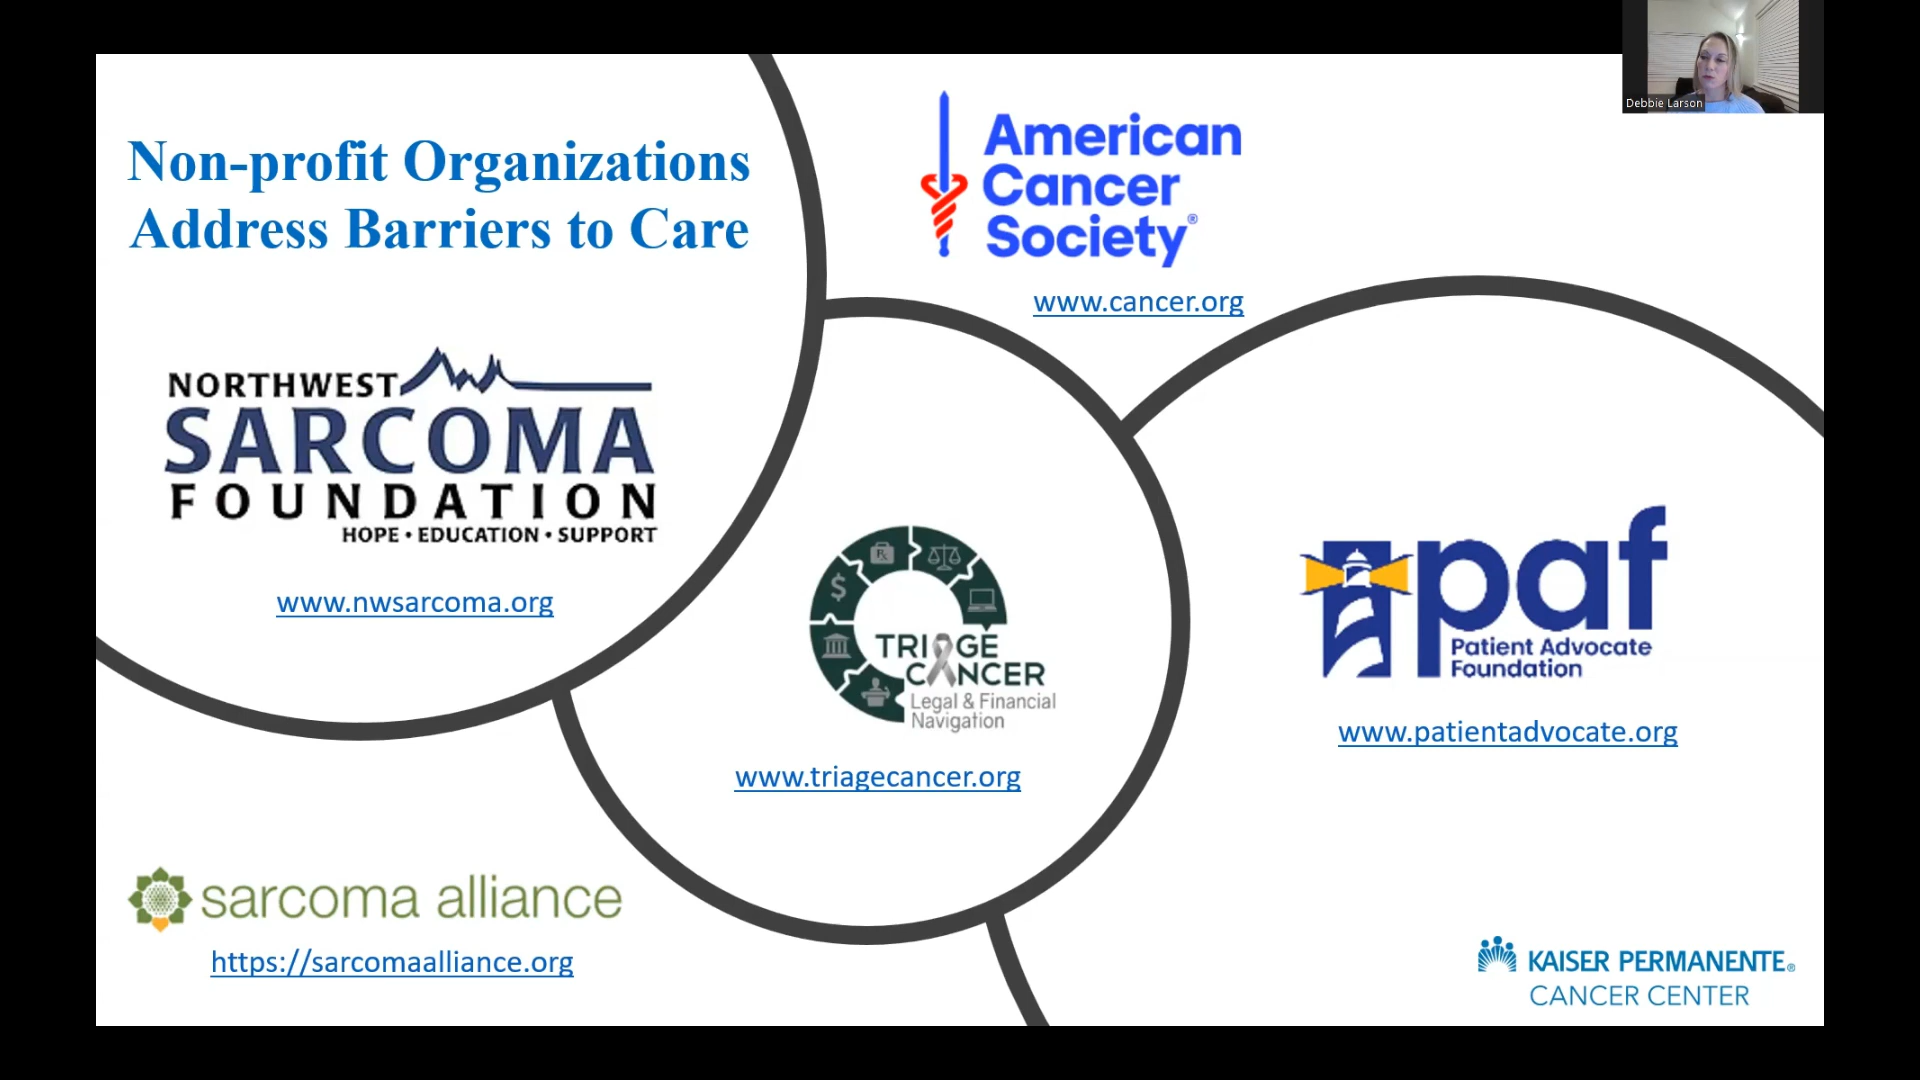 Debbie Larson
Non-profit Organizations
Address Barriers to Care
American
Cancer
Society®
www.cancer.org
NORTHWEST
SARCOMA
FOUNDATION
HOPE • EDUCATION • SUPPORT
www.nwsarcoma.org
$
Rx
TRIAGE
CANCER
Legal & Financial
Navigation
www.triagecancer.org
paf
Patient Advocate
Foundation
www.patientadvocate.org
sarcoma alliance
https://sarcomaalliance.org
KAISER PERMANENTE®
CANCER CENTER